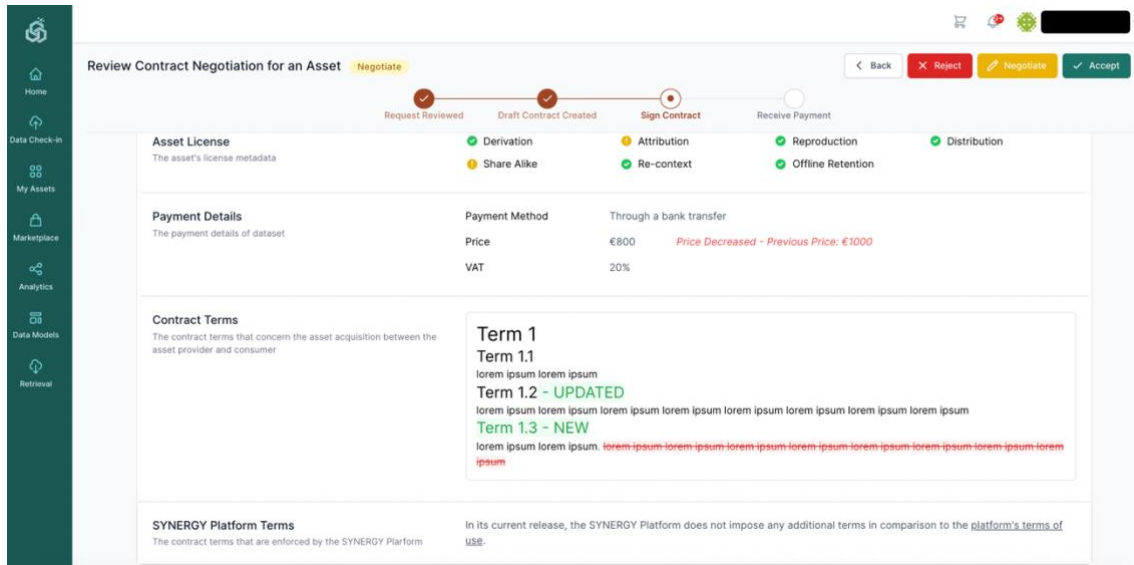 Review Contract Negotiation for an Asset Negotiate
Back Reject Negotiate Accept
Home
Data Check-in
My Assets
Marketplace
Analytics
Data Models
Retrieval
Request Reviewed Draft Contract Created Sign Contract Receive Payment
Asset License
The asset's license metadata
Derivation Attribution Reproduction Distribution
Share Alike Re-context Offline Retention
Payment Details
The payment details of dataset
Payment Method Through a bank transfer
Price €800 Price Decreased - Previous Price: €1000
VAT 20%
Contract Terms
The contract terms that concern the asset acquisition between the
asset provider and consumer
Term 1
Term 1.1
lorem ipsum lorem ipsum
Term 1.2 - UPDATED
lorem ipsum lorem ipsum lorem ipsum lorem ipsum lorem ipsum lorem ipsum lorem ipsum lorem ipsum
Term 1.3 - NEW
lorem ipsum lorem ipsum. lorem ipsum lorem ipsum lorem ipsum lorem ipsum lorem ipsum lorem ipsum lorem ipsum lorem
ipsum
SYNERGY Platform Terms
The contract terms that are enforced by the SYNERGY Plarform
In its current release, the SYNERGY Platform does not impose any additional terms in comparison to the platform's terms of
use.